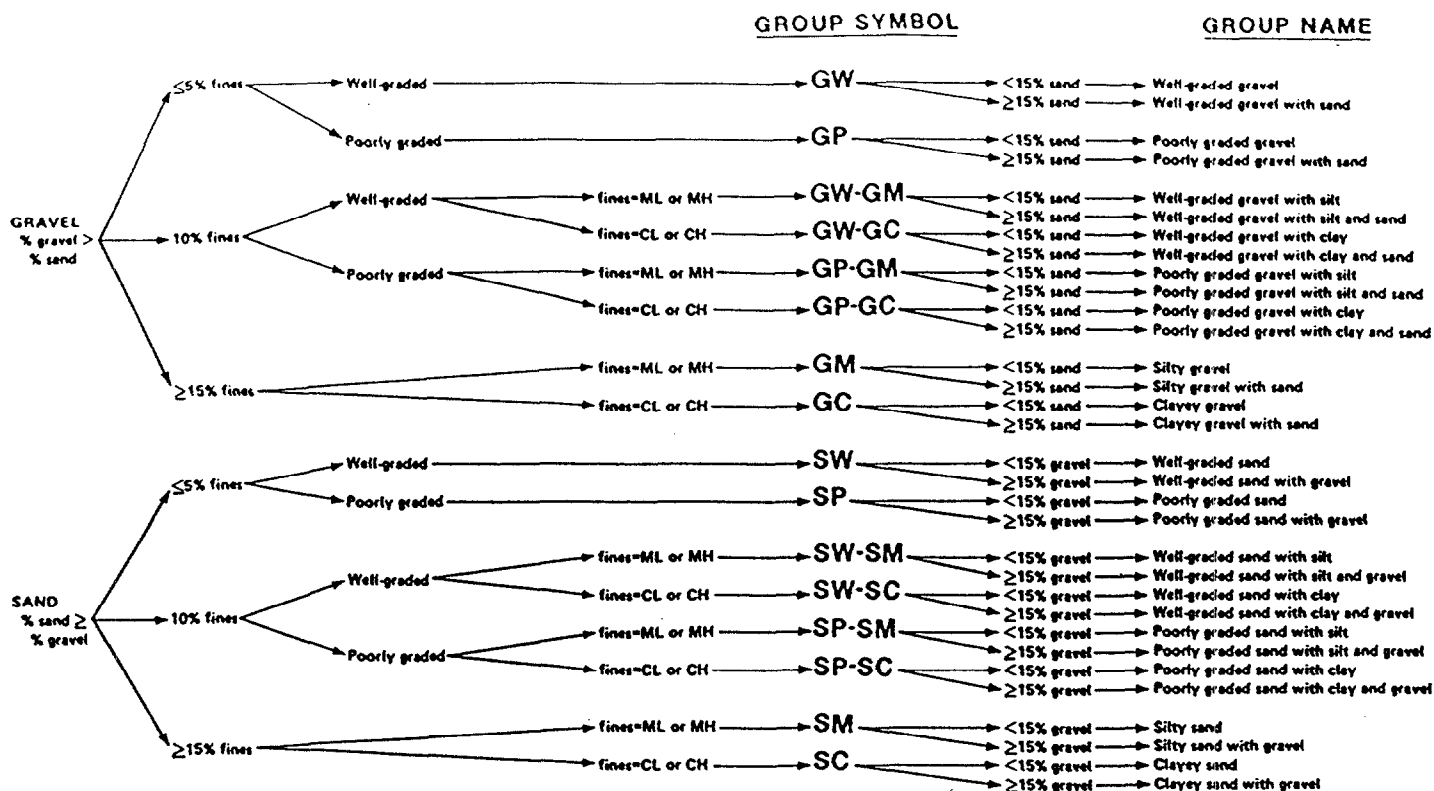 GROUP SYMBOL GROUP NAME
≤5% fines Well-graded GW <15% sand Well-graded gravel
≥15% sand Well-graded gravel with sand
Poorly graded GP <15% sand Poorly graded gravel
≥15% sand Poorly graded gravel with sand
GRAVEL
% gravel >
% sand
10% fines Well-graded fines=ML or MH GW-GM <15% sand Well-graded gravel with silt
≥15% sand Well-graded gravel with silt and sand
fines=CL or CH GW-GC <15% sand Well-graded gravel with clay
≥15% sand Well-graded gravel with clay and sand
Poorly graded fines=ML or MH GP-GM <15% sand Poorly graded gravel with silt
≥15% sand Poorly graded gravel with silt and sand
fines=CL or CH GP-GC <15% sand Poorly graded gravel with clay
≥15% sand Poorly graded gravel with clay and sand
≥15% fines fines=ML or MH GM <15% sand Silty gravel
≥15% sand Silty gravel with sand
fines=CL or CH GC <15% sand Clayey gravel
≥15% sand Clayey gravel with sand
≤5% fines Well-graded SW <15% gravel Well-graded sand
≥15% gravel Well-graded sand with gravel
Poorly graded SP <15% gravel Poorly graded sand
≥15% gravel Poorly graded sand with gravel
SAND
% sand ≥
% gravel
10% fines Well-graded fines=ML or MH SW-SM <15% gravel Well-graded sand with silt
≥15% gravel Well-graded sand with silt and gravel
fines=CL or CH SW-SC <15% gravel Well-graded sand with clay
≥15% gravel Well-graded sand with clay and gravel
Poorly graded fines=ML or MH SP-SM <15% gravel Poorly graded sand with silt
≥15% gravel Poorly graded sand with silt and gravel
fines=CL or CH SP-SC <15% gravel Poorly graded sand with clay
≥15% gravel Poorly graded sand with clay and gravel
≥15% fines fines=ML or MH SM <15% gravel Silty sand
≥15% gravel Silty sand with gravel
fines=CL or CH SC <15% gravel Clayey sand
≥15% gravel Clayey sand with gravel